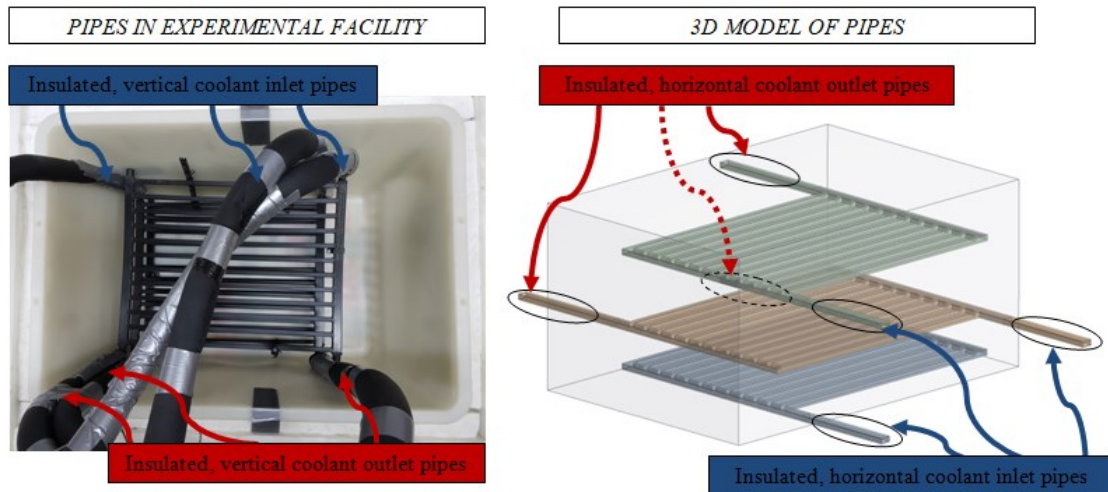 PIPES IN EXPERIMENTAL FACILITY
3D MODEL OF PIPES
Insulated, vertical coolant inlet pipes
Insulated, horizontal coolant outlet pipes
Insulated, vertical coolant outlet pipes
Insulated, horizontal coolant inlet pipes